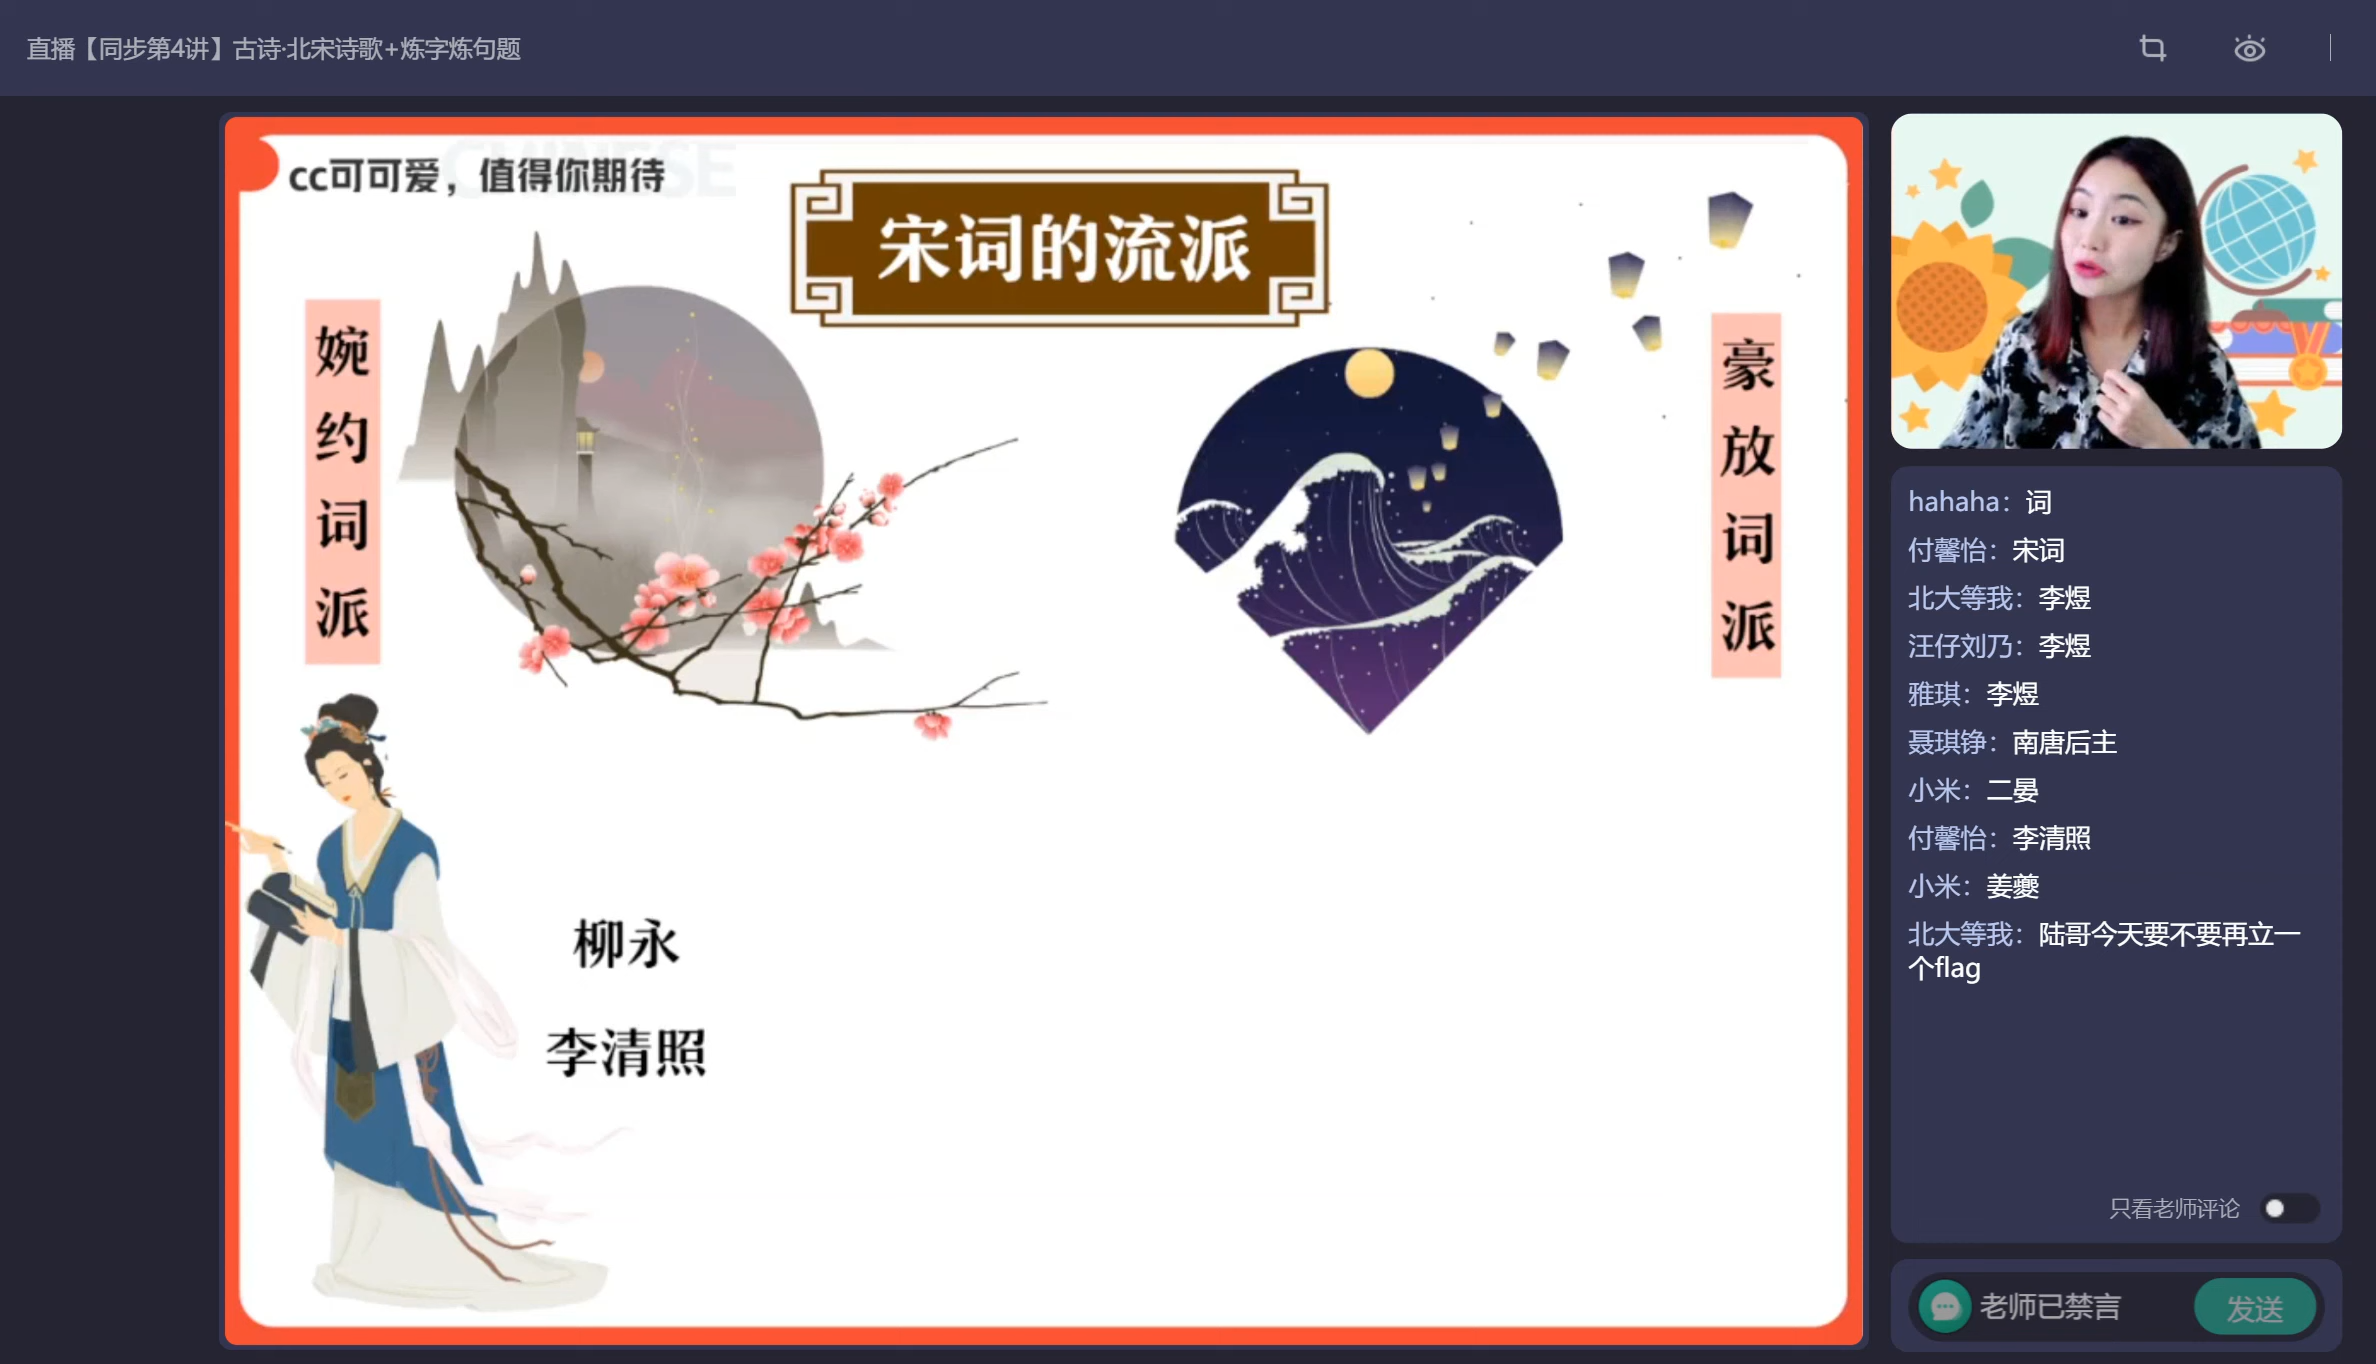 直播【同步第4讲】古诗·北宋诗歌+炼字炼句题
CHINESE
cc可可爱，值得你期待
宋词的流派
婉约词派
豪放词派
柳永
李清照
hahaha：词
付馨怡：宋词
北大等我：李煜
汪仔刘乃：李煜
雅琪：李煜
聂琪铮：南唐后主
小米：二晏
付馨怡：李清照
小米：姜夔
北大等我：陆哥今天要不要再立一
个flag
只看老师评论
老师已禁言
发送